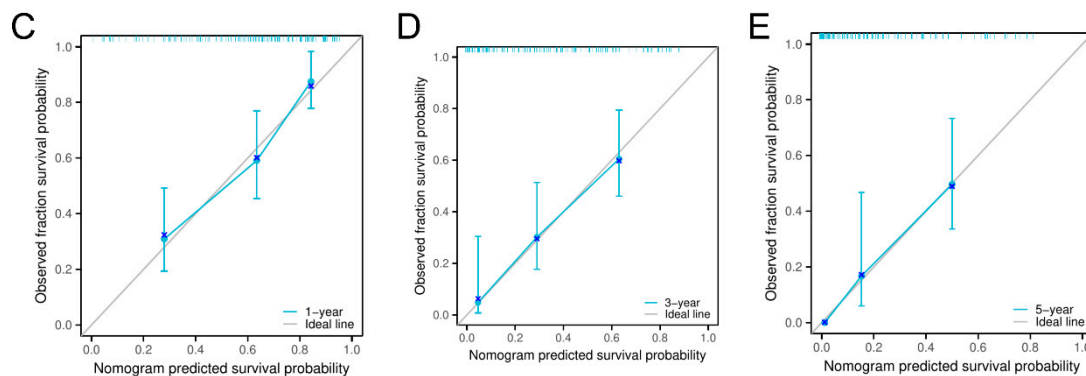 C
Observed fraction survival probability
1.0
0.8
0.6
0.4
0.2
0.0
0.0 0.2 0.4 0.6 0.8 1.0
Nomogram predicted survival probability
1−year
Ideal line
D
Observed fraction survival probability
1.0
0.8
0.6
0.4
0.2
0.0
0.0 0.2 0.4 0.6 0.8 1.0
Nomogram predicted survival probability
3−year
Ideal line
E
Observed fraction survival probability
1.0
0.8
0.6
0.4
0.2
0.0
0.0 0.2 0.4 0.6 0.8
Nomogram predicted survival probability
5−year
Ideal line